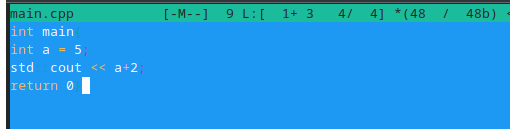 main.cpp [-M--] 9 L:[ 1+ 3 4/ 4] *(48 / 48b) <
int main
int a = 5;
std cout << a+2;
return 0